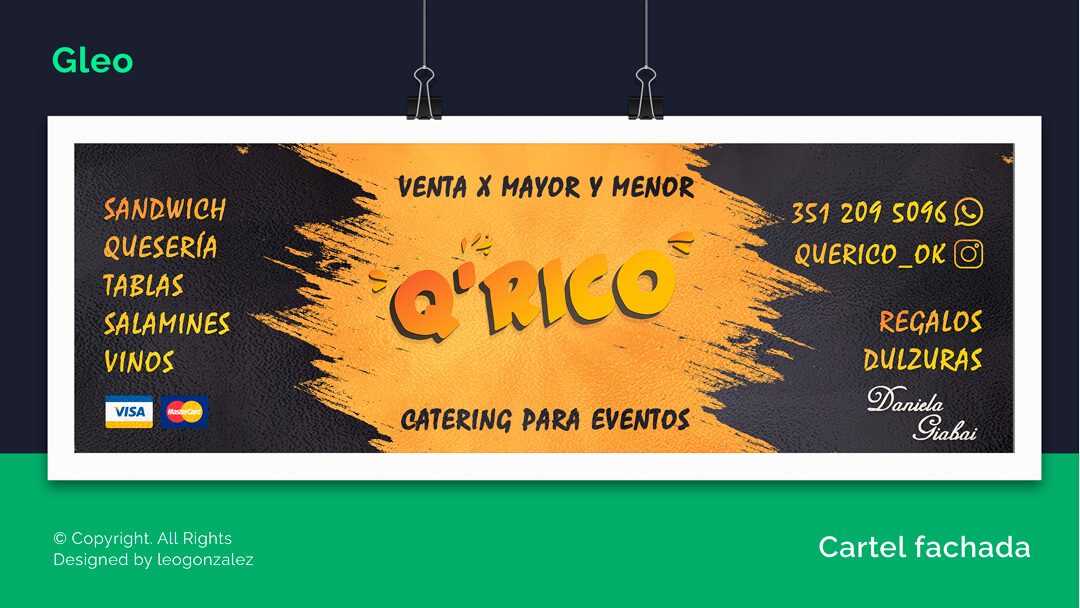 Gleo
VENTA X MAYOR Y MENOR
SANDWICH
QUESERÍA
TABLAS
SALAMINES
VINOS
VISA
MasterCard
Q'RICO
CATERING PARA EVENTOS
351 209 5096
QUERICO_OK
REGALOS
DULZURAS
Daniela
Giabai
© Copyright. All Rights
Designed by leogonzalez
Cartel fachada